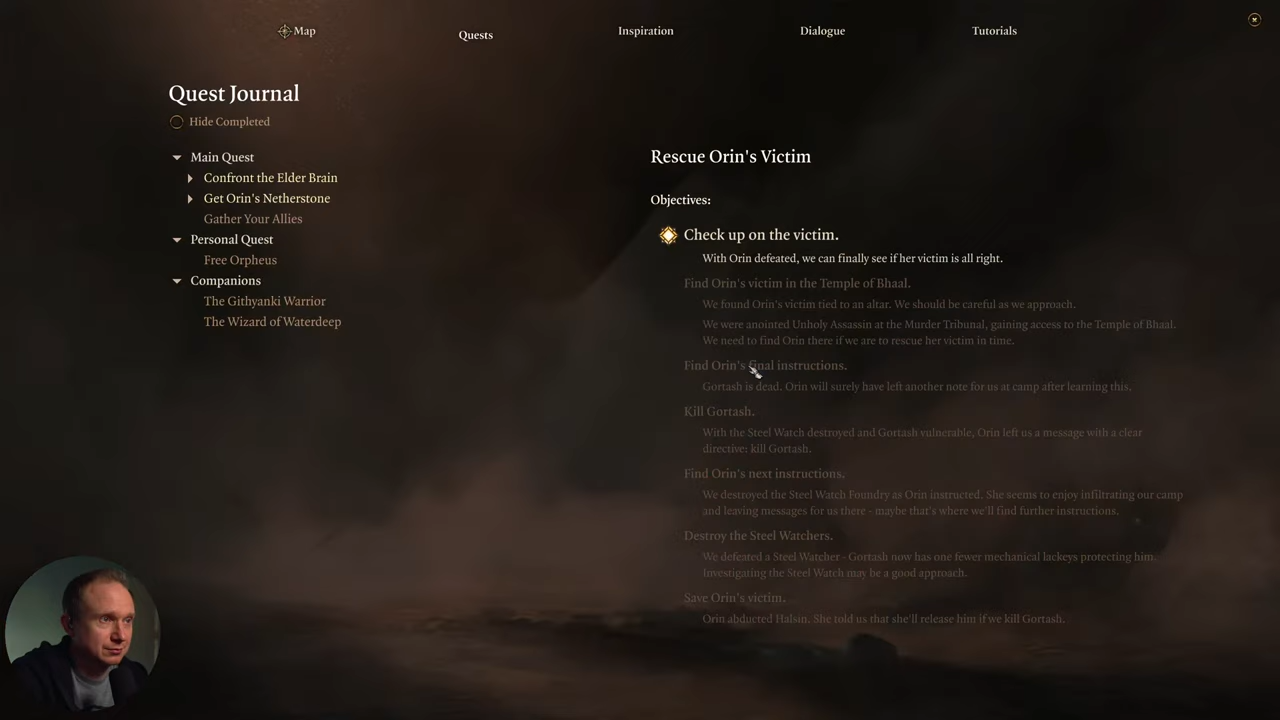 Map
Quests
Inspiration
Dialogue
Tutorials
Quest Journal
Hide Completed
Main Quest
Confront the Elder Brain
Get Orin's Netherstone
Gather Your Allies
Personal Quest
Free Orpheus
Companions
The Githyanki Warrior
The Wizard of Waterdeep
Rescue Orin's Victim
Objectives:
Check up on the victim.
With Orin defeated, we can finally see if her victim is all right.
Find Orin's victim in the Temple of Bhaal.
We found Orin's victim tied to an altar. We should be careful as we approach.
We were anointed Unholy Assassin at the Murder Tribunal, gaining access to the Temple of Bhaal.
We need to find Orin there if we are to rescue her victim in time.
Find Orin's final instructions.
Gortash is dead. Orin will surely have left another note for us at camp after learning this.
Kill Gortash.
With the Steel Watch destroyed and Gortash vulnerable, Orin left us a message with a clear
directive: kill Gortash.
Find Orin's next instructions.
We destroyed the Steel Watch Foundry as Orin instructed. She seems to enjoy infiltrating our camp
and leaving messages for us there - maybe that's where we'll find further instructions.
Destroy the Steel Watchers.
We defeated a Steel Watcher - Gortash now has one fewer mechanical lackeys protecting him.
Investigating the Steel Watch may be a good approach.
Save Orin's victim.
Orin abducted Halsin. She told us that she'll release him if we kill Gortash.